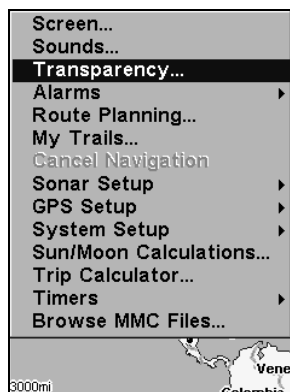 Screen...
Sounds...
Transparency...
Alarms
Route Planning...
My Trails...
Cancel Navigation
Sonar Setup
GPS Setup
System Setup
Sun/Moon Calculations...
Trip Calculator...
Timers
Browse MMC Files...
Vene
3000mi
Colombia